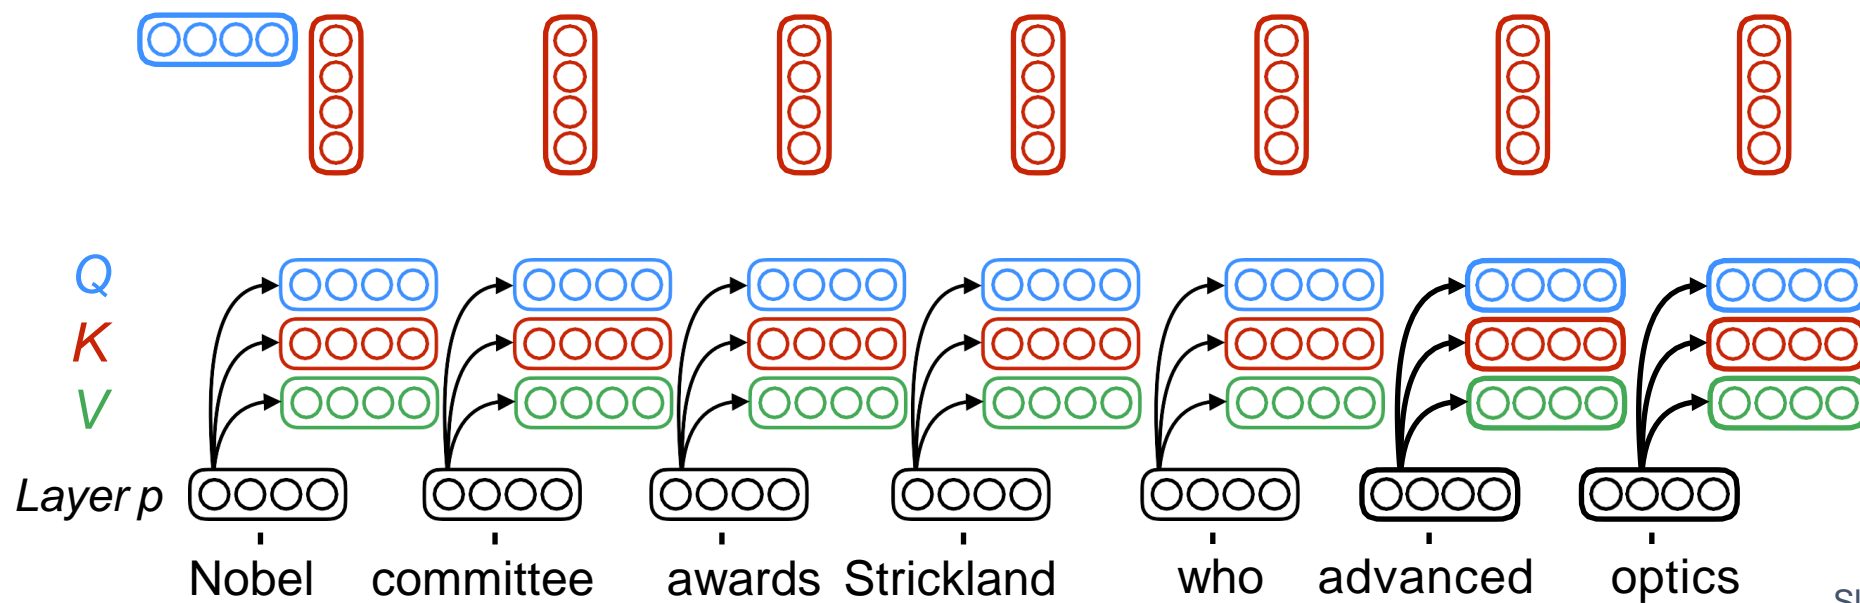 Q
K
V
Layer p
Nobel committee awards Strickland who advanced optics